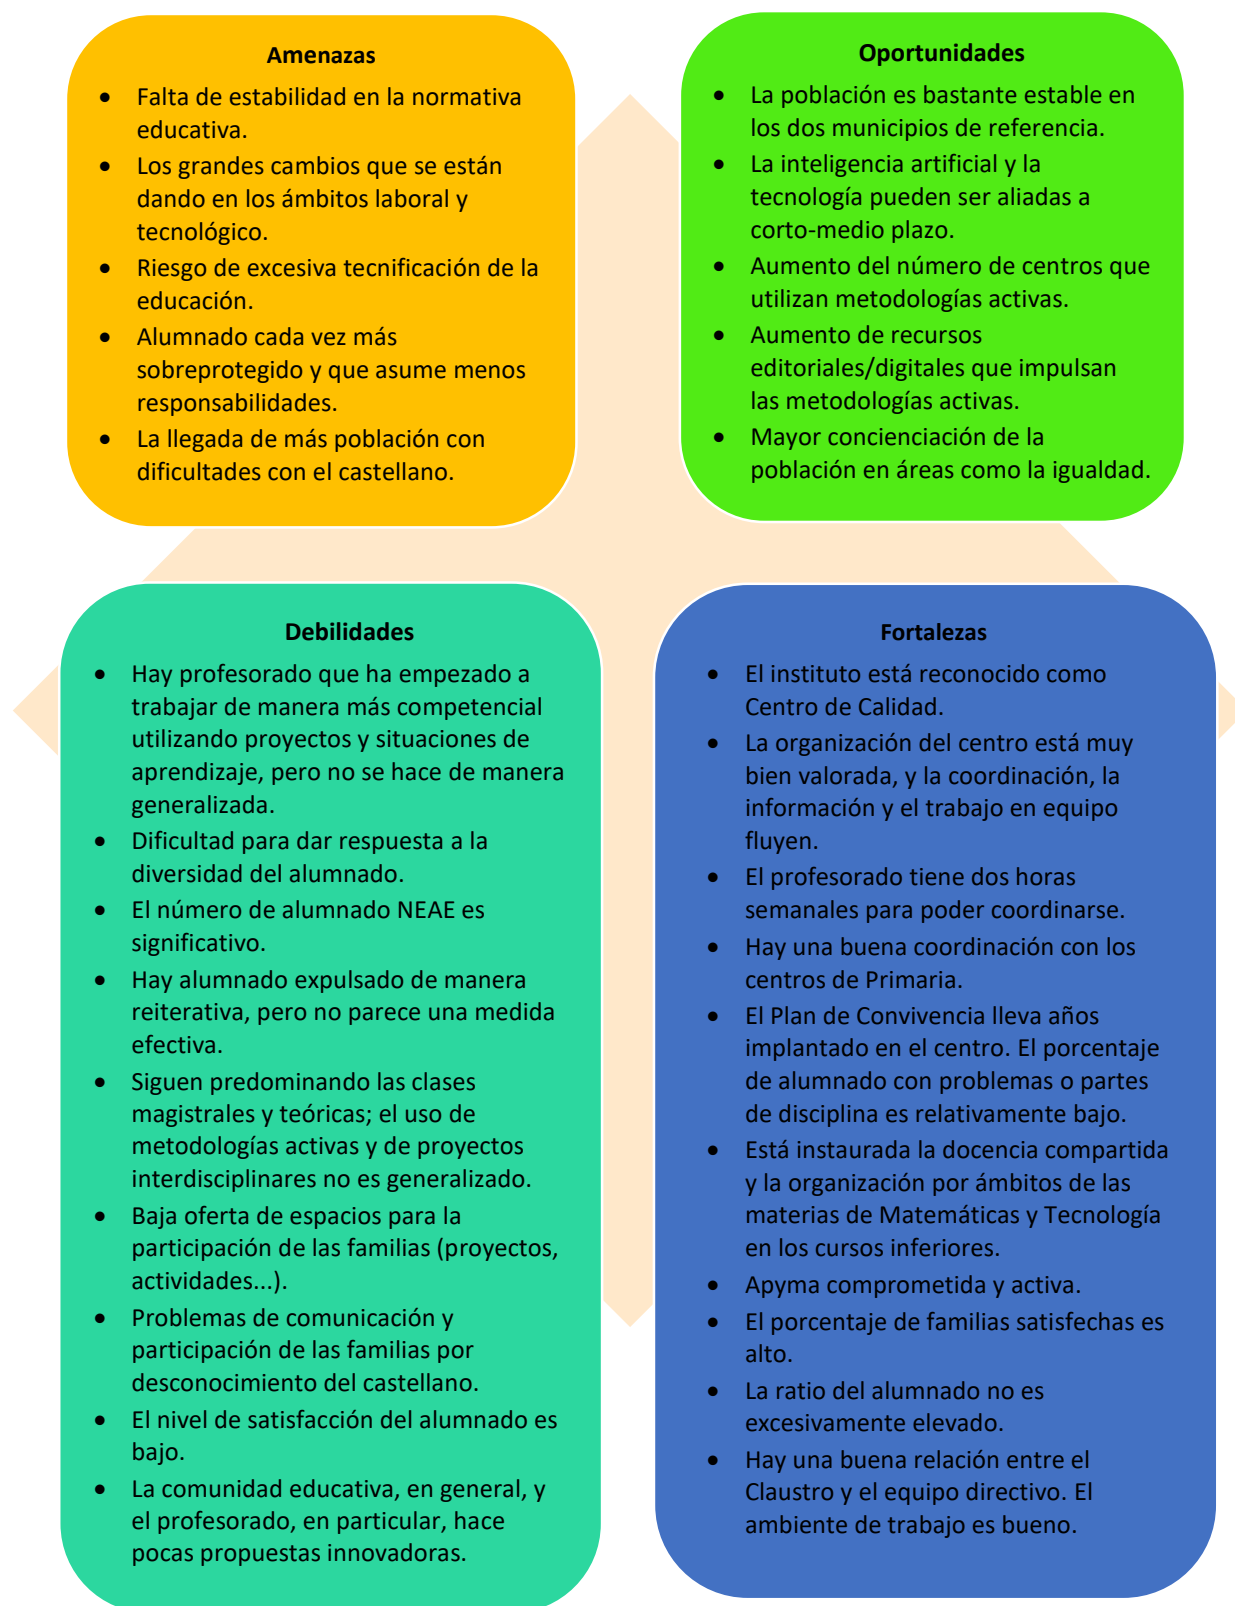 Amenazas
• Falta de estabilidad en la normativa
educativa.
• Los grandes cambios que se están
dando en los ámbitos laboral y
tecnológico.
• Riesgo de excesiva tecnificación de la
educación.
• Alumnado cada vez más
sobreprotegido y que asume menos
responsabilidades.
• La llegada de más población con
dificultades con el castellano.
Oportunidades
• La población es bastante estable en
los dos municipios de referencia.
• La inteligencia artificial y la
tecnología pueden ser aliadas a
corto-medio plazo.
• Aumento del número de centros que
utilizan metodologías activas.
• Aumento de recursos
editoriales/digitales que impulsan
las metodologías activas.
• Mayor concienciación de la
población en áreas como la igualdad.
Debilidades
• Hay profesorado que ha empezado a
trabajar de manera más competencial
utilizando proyectos y situaciones de
aprendizaje, pero no se hace de manera
generalizada.
• Dificultad para dar respuesta a la
diversidad del alumnado.
• El número de alumnado NEAE es
significativo.
• Hay alumnado expulsado de manera
reiterativa, pero no parece una medida
efectiva.
• Siguen predominando las clases
magistrales y teóricas; el uso de
metodologías activas y de proyectos
interdisciplinares no es generalizado.
• Baja oferta de espacios para la
participación de las familias (proyectos,
actividades...).
• Problemas de comunicación y
participación de las familias por
desconocimiento del castellano.
• El nivel de satisfacción del alumnado es
bajo.
• La comunidad educativa, en general, y
el profesorado, en particular, hace
pocas propuestas innovadoras.
Fortalezas
• El instituto está reconocido como
Centro de Calidad.
• La organización del centro está muy
bien valorada, y la coordinación, la
información y el trabajo en equipo
fluyen.
• El profesorado tiene dos horas
semanales para poder coordinarse.
• Hay una buena coordinación con los
centros de Primaria.
• El Plan de Convivencia lleva años
implantado en el centro. El porcentaje
de alumnado con problemas o partes
de disciplina es relativamente bajo.
• Está instaurada la docencia compartida
y la organización por ámbitos de las
materias de Matemáticas y Tecnología
en los cursos inferiores.
• Apyma comprometida y activa.
• El porcentaje de familias satisfechas es
alto.
• La ratio del alumnado no es
excesivamente elevado.
• Hay una buena relación entre el
Claustro y el equipo directivo. El
ambiente de trabajo es bueno.